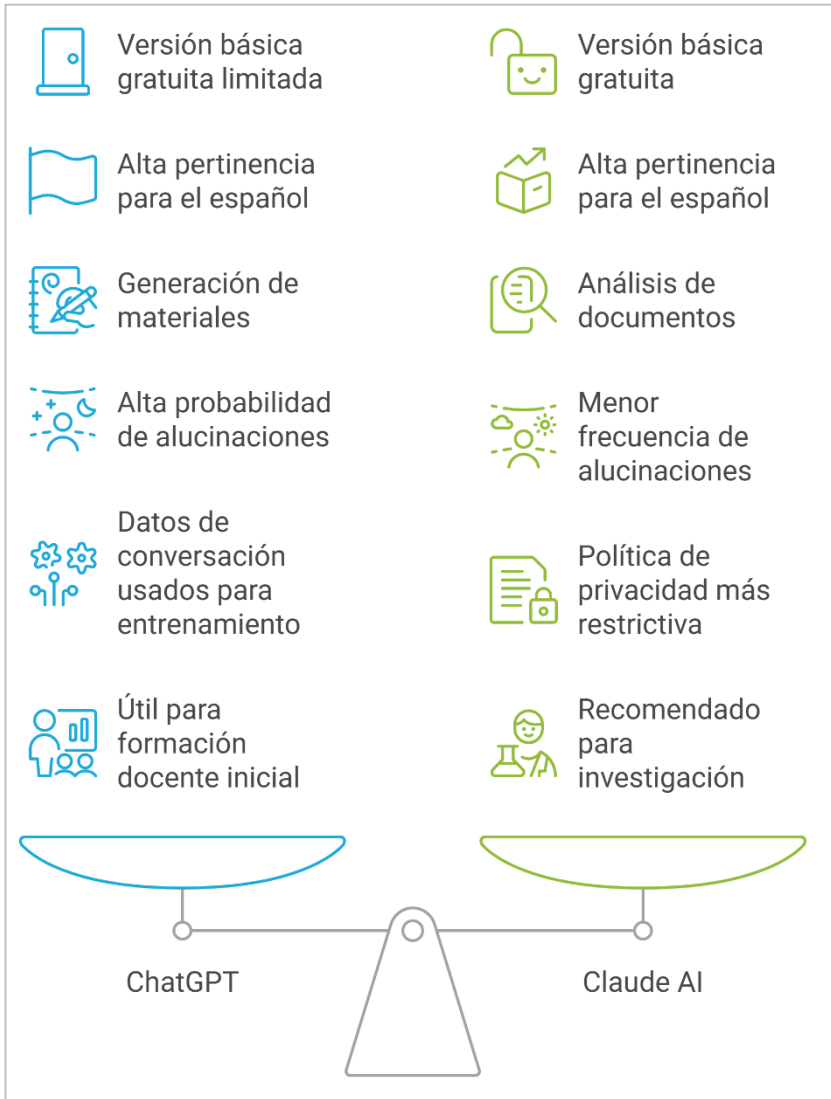 Versión básica
gratuita limitada
Versión básica
gratuita
Alta pertinencia
para el español
Alta pertinencia
para el español
Generación de
materiales
Análisis de
documentos
Alta probabilidad
de alucinaciones
Menor
frecuencia de
alucinaciones
Datos de
conversación
usados para
entrenamiento
Política de
privacidad más
restrictiva
Útil para
formación
docente inicial
Recomendado
para
investigación
ChatGPT
Claude AI